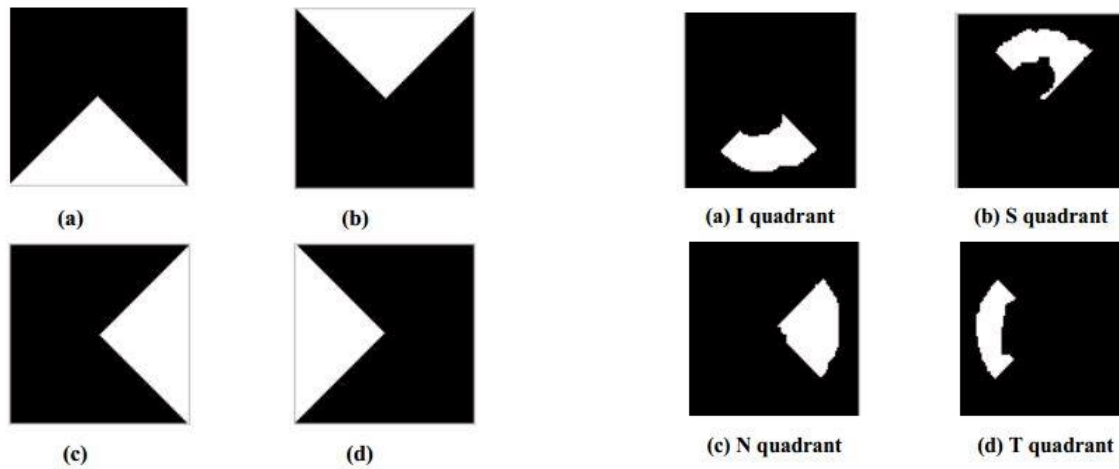 (a)
(b)
(a) I quadrant
(b) S quadrant
(c)
(d)
(c) N quadrant
(d) T quadrant